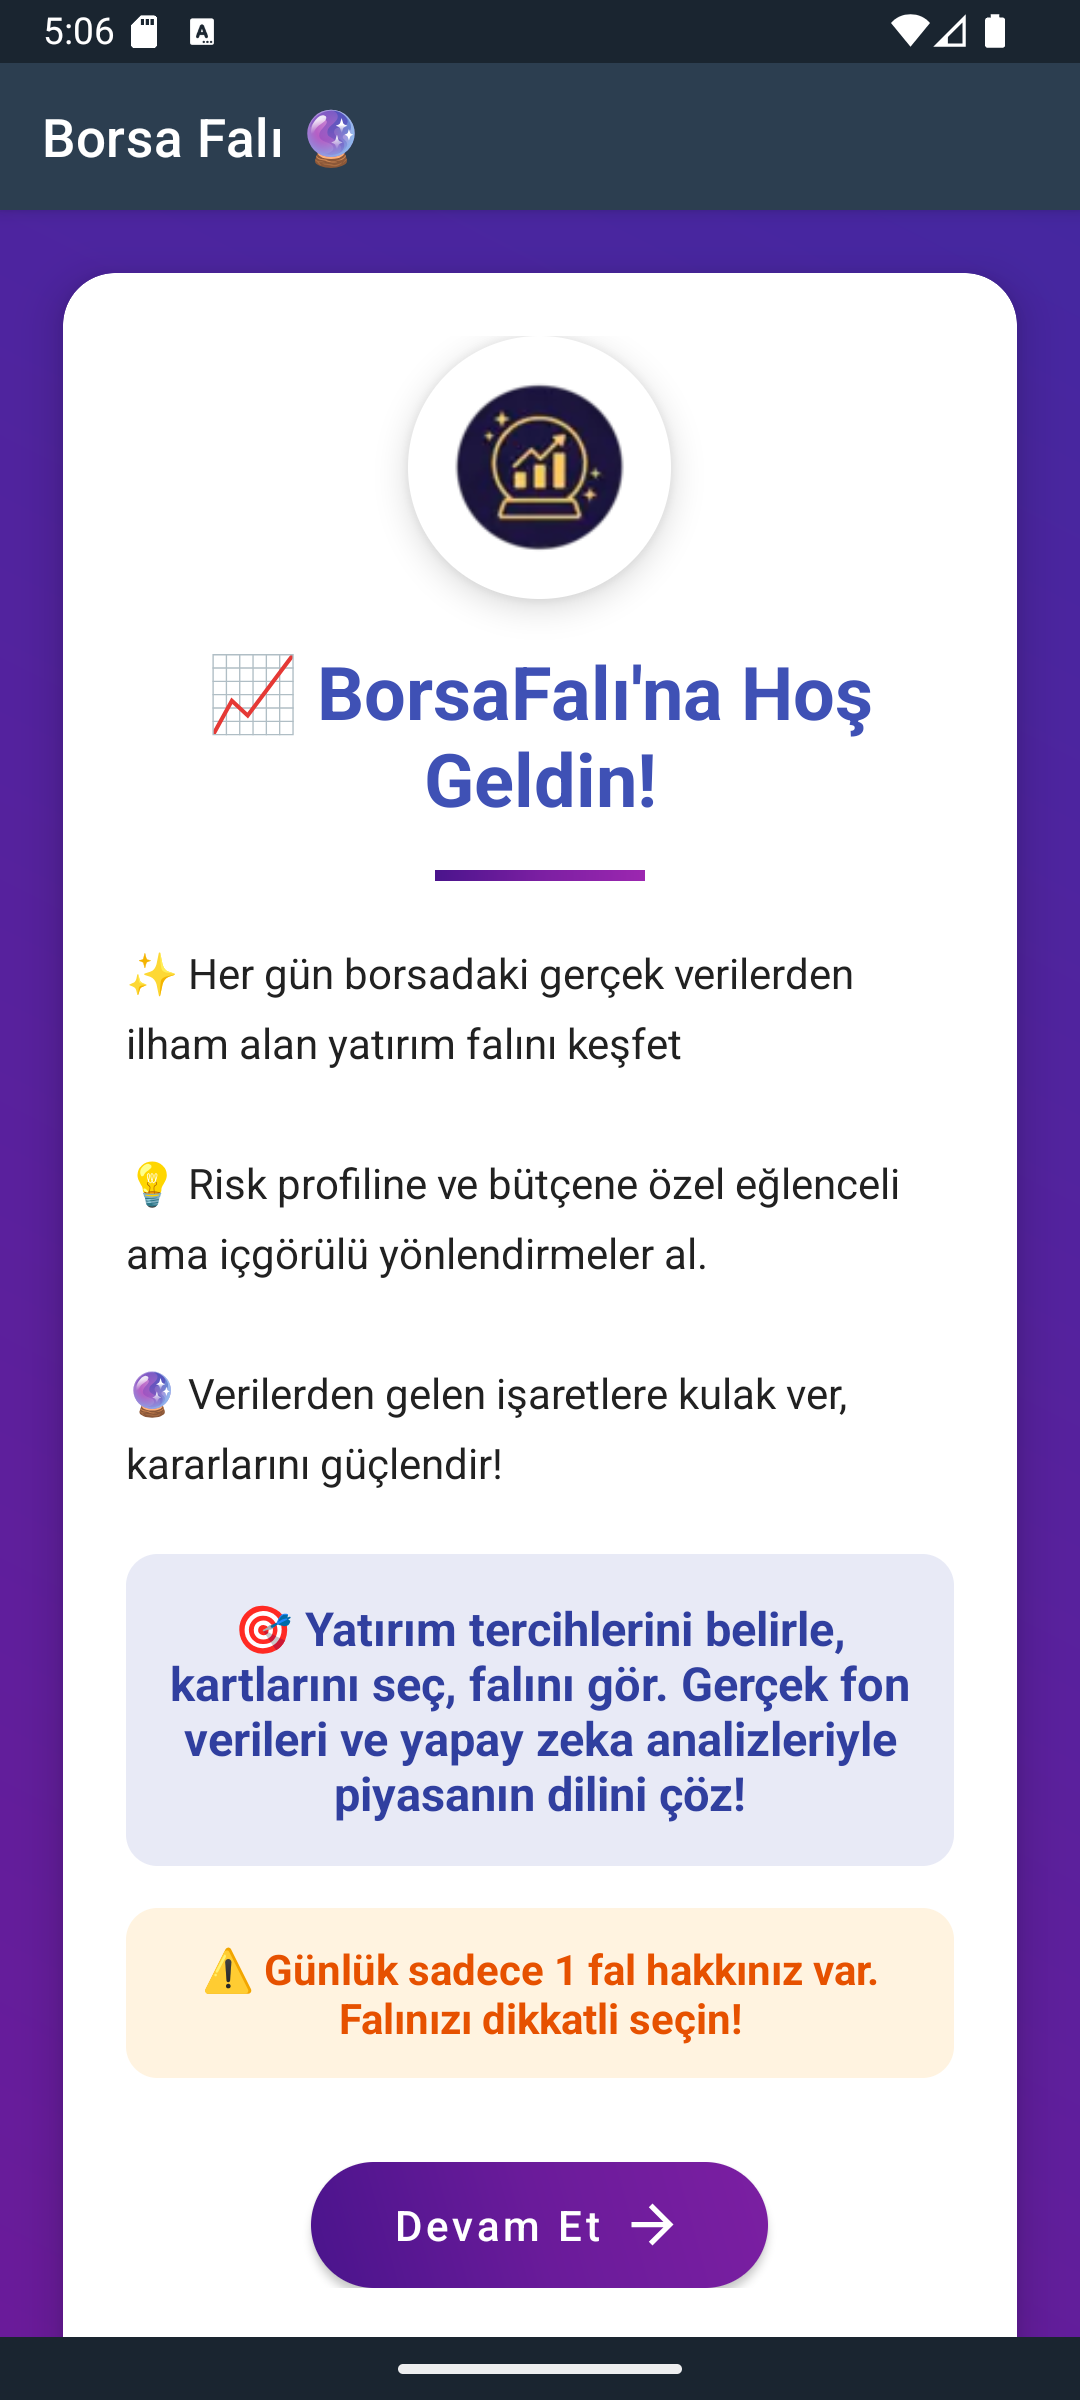 5:06
Borsa Falı 🔮
📈 BorsaFalı'na Hoş
Geldin!
✨ Her gün borsadaki gerçek verilerden
ilham alan yatırım falını keşfet
💡 Risk profiline ve bütçene özel eğlenceli
ama içgörülü yönlendirmeler al.
🔮 Verilerden gelen işaretlere kulak ver,
kararlarını güçlendir!
🎯 Yatırım tercihlerini belirle,
kartlarını seç, falını gör. Gerçek fon
verileri ve yapay zeka analizleriyle
piyasanın dilini çöz!
⚠️ Günlük sadece 1 fal hakkınız var.
Falınızı dikkatli seçin!
Devam Et →